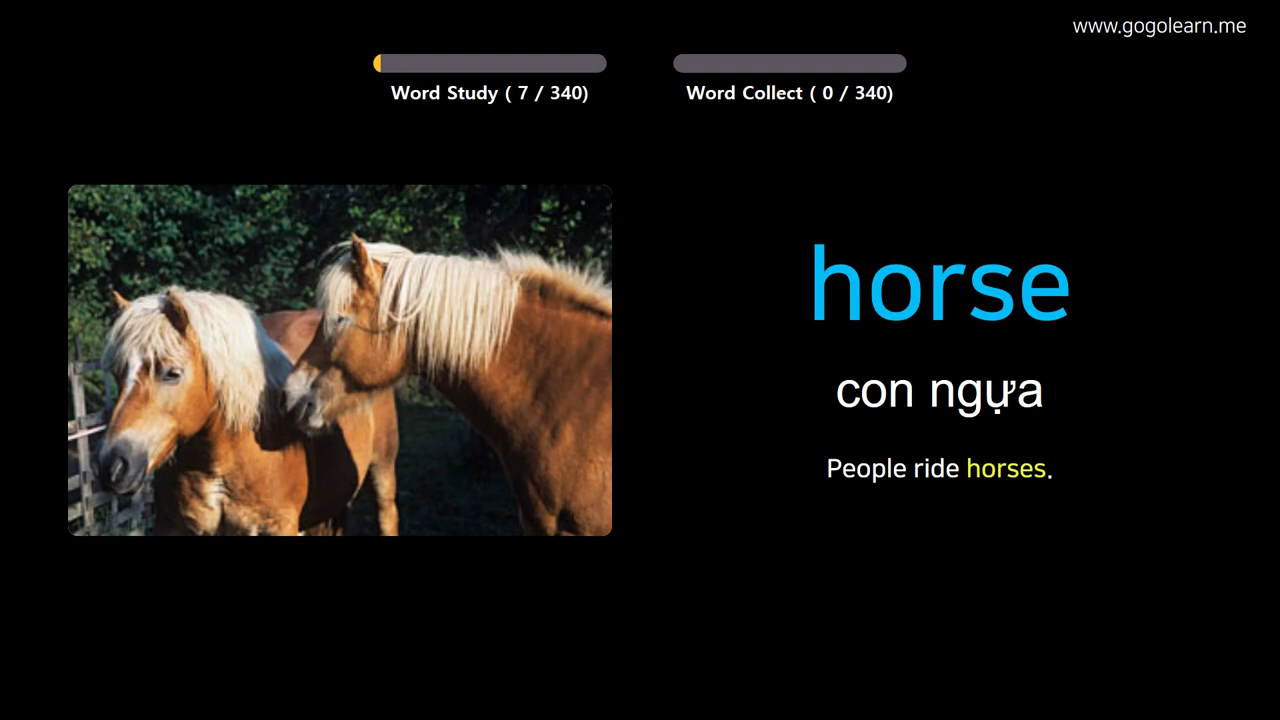 www.gogolearn.me
Word Study ( 7 / 340)
Word Collect ( 0 / 340)
horse
con ngựa
People ride horses.